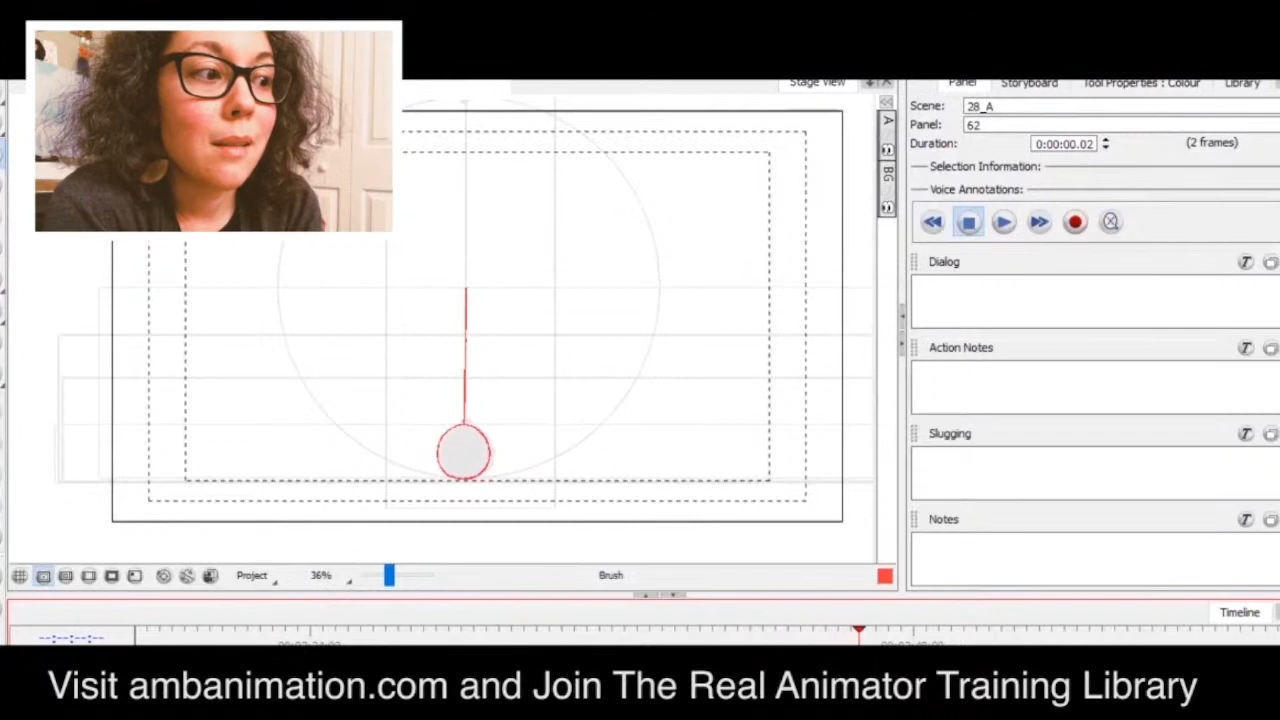 Stage View
Panel Storyboard Tool Properties : Colour Library
Scene: 28_A
Panel: 62
Duration: 0:00:00.02 (2 frames)
Selection Information:
Voice Annotations:
A
BG
Dialog
Action Notes
Slugging
Notes
Project 36% Brush
Timeline
--:--:--:--
Visit ambanimation.com and Join The Real Animator Training Library